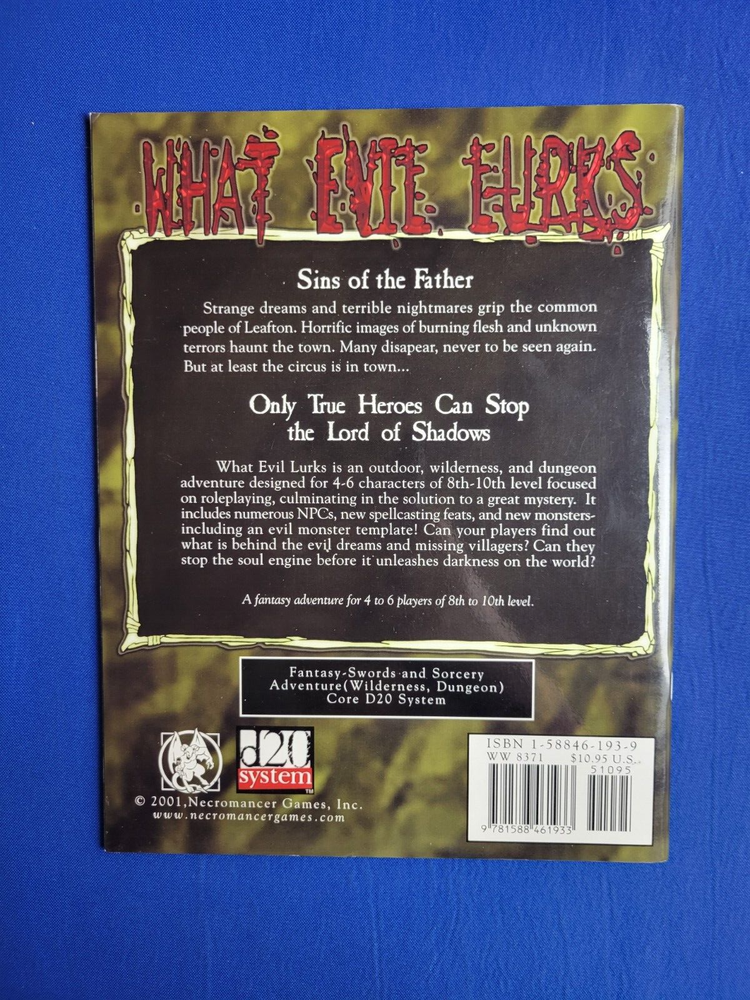 WHAT EVIL LURKS
Sins of the Father
Strange dreams and terrible nightmares grip the common
people of Leafton. Horrific images of burning flesh and unknown
terrors haunt the town. Many disapear, never to be seen again.
But at least the circus is in town...
Only True Heroes Can Stop
the Lord of Shadows
What Evil Lurks is an outdoor, wilderness, and dungeon
adventure designed for 4-6 characters of 8th-10th level focused
on roleplaying, culminating in the solution to a great mystery. It
includes numerous NPCs, new spellcasting feats, and new monsters-
including an evil monster template! Can your players find out
what is behind the evil dreams and missing villagers? Can they
stop the soul engine before it unleashes darkness on the world?
A fantasy adventure for 4 to 6 players of 8th to 10th level.
Fantasy-Swords and Sorcery
Adventure(Wilderness, Dungeon)
Core D20 System
d20
system™
© 2001, Necromancer Games, Inc.
www.necromancergames.com
ISBN 1-58846-193-9
WW 8371 $10.95 U.S.
51095
9 781588 461933